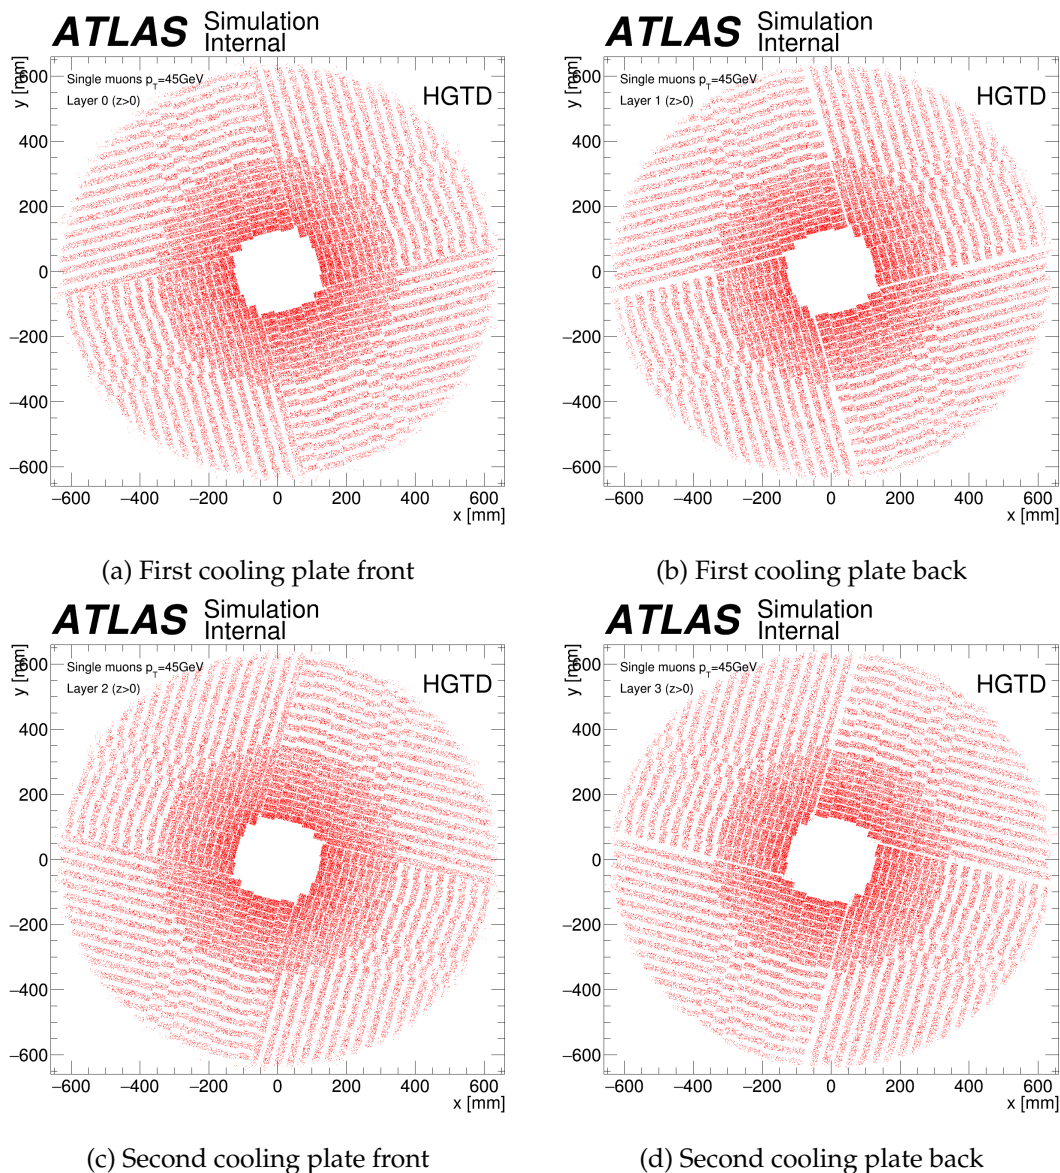 ATLAS Simulation Internal
y [mm]
Single muons p_T=45GeV
Layer 0 (z>0)
HGTD
600
400
200
0
−200
−400
−600
−600 −400 −200 0 200 400 600
x [mm]
(a) First cooling plate front
ATLAS Simulation Internal
y [mm]
Single muons p_T=45GeV
Layer 1 (z>0)
HGTD
600
400
200
0
−200
−400
−600
−600 −400 −200 0 200 400 600
x [mm]
(b) First cooling plate back
ATLAS Simulation Internal
y [mm]
Single muons p_T=45GeV
Layer 2 (z>0)
HGTD
600
400
200
0
−200
−400
−600
−600 −400 −200 0 200 400 600
x [mm]
(c) Second cooling plate front
ATLAS Simulation Internal
y [mm]
Single muons p_T=45GeV
Layer 3 (z>0)
HGTD
600
400
200
0
−200
−400
−600
−600 −400 −200 0 200 400 600
x [mm]
(d) Second cooling plate back